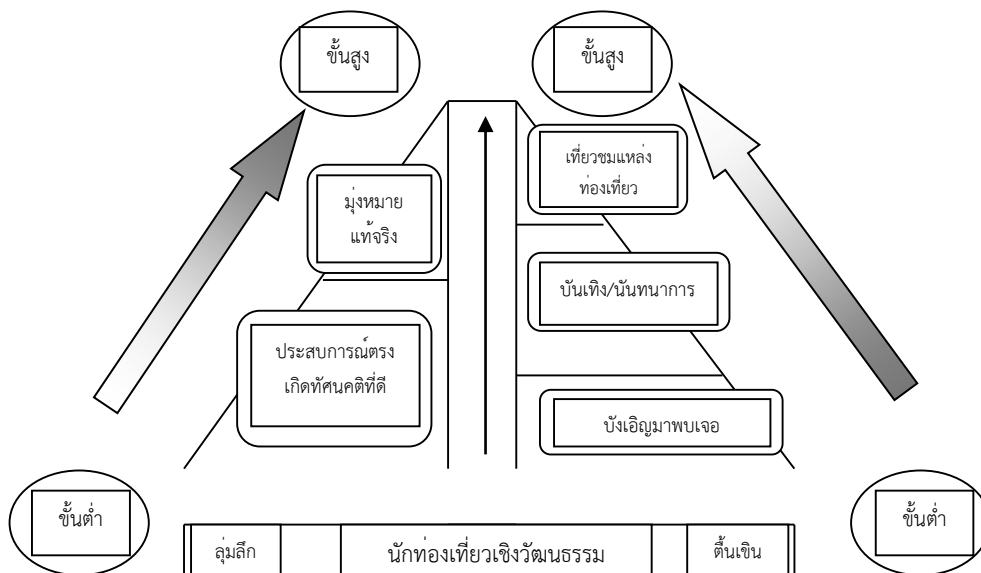 ขั้นสูง
ขั้นสูง
เที่ยวชมแหล่ง
ท่องเที่ยว
มุ่งหมาย
แท้จริง
บันเทิง/นันทนาการ
ประสบการณ์ตรง
เกิดทัศนคติที่ดี
บังเอิญมาพบเจอ
ขั้นต่ำ
ขั้นต่ำ
ลุ่มลึก
นักท่องเที่ยวเชิงวัฒนธรรม
ตื้นเขิน